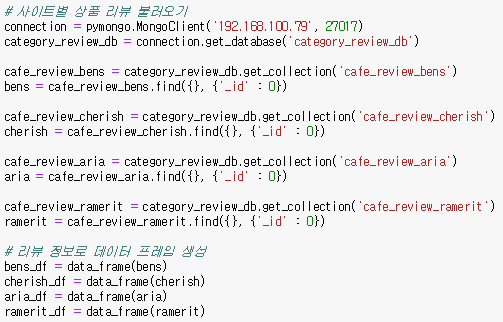 # 사이트별 상품 리뷰 불러오기
connection = pymongo.MongoClient('192.168.100.79', 27017)
category_review_db = connection.get_database('category_review_db')
cafe_review_bens = category_review_db.get_collection('cafe_review_bens')
bens = cafe_review_bens.find({}, {'_id' : 0})
cafe_review_cherish = category_review_db.get_collection('cafe_review_cherish')
cherish = cafe_review_cherish.find({}, {'_id' : 0})
cafe_review_aria = category_review_db.get_collection('cafe_review_aria')
aria = cafe_review_aria.find({}, {'_id' : 0})
cafe_review_ramerit = category_review_db.get_collection('cafe_review_ramerit')
ramerit = cafe_review_ramerit.find({}, {'_id' : 0})
# 리뷰 정보로 데이터 프레임 생성
bens_df = data_frame(bens)
cherish_df = data_frame(cherish)
aria_df = data_frame(aria)
ramerit_df = data_frame(ramerit)